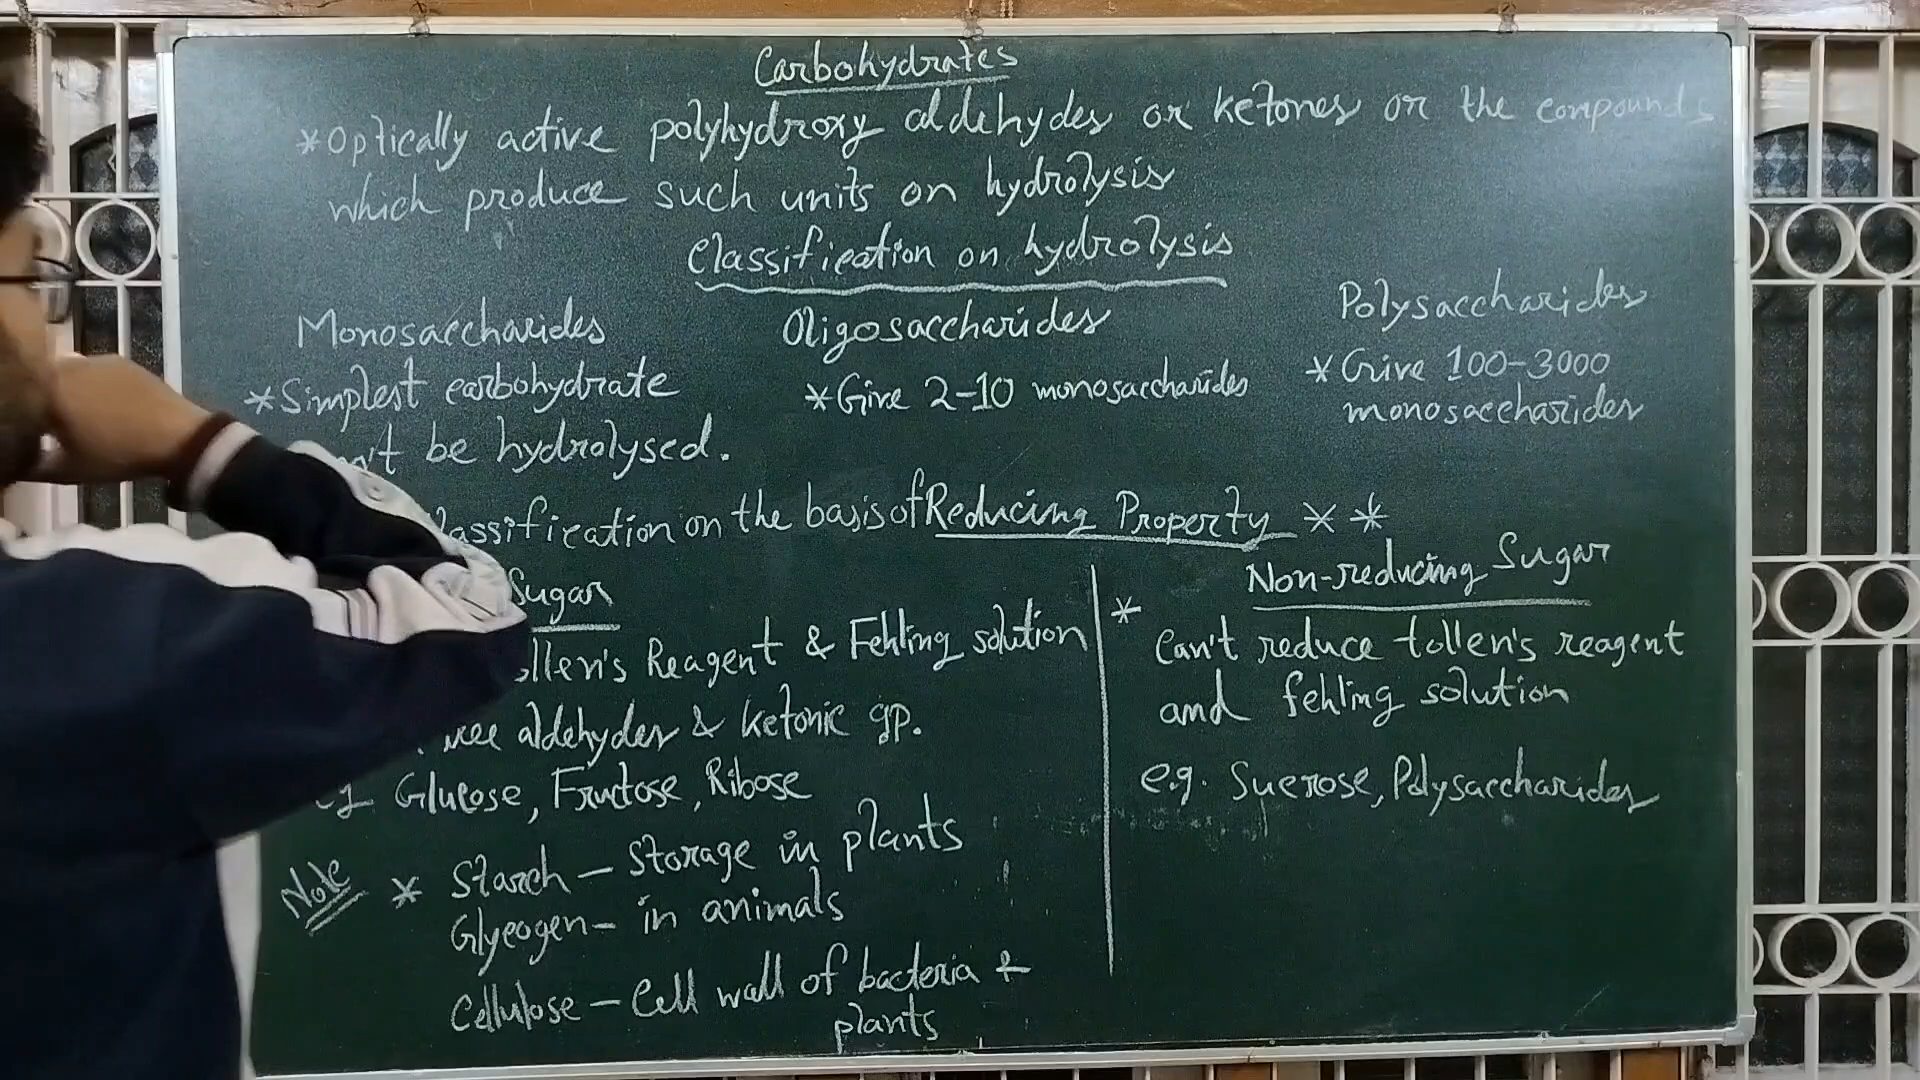 Carbohydrates
*Optically active polyhydroxy aldehydes or ketones or the compounds
which produce such units on hydrolysis
Classification on hydrolysis
Monosaccharides
*Simplest carbohydrate
be hydrolysed.
Oligosaccharides
*Give 2-10 monosaccharides
Polysaccharides
*Give 100-3000
monosaccharides
lassification on the basis of Reducing Property * *
Sugar
ollen's Reagent & Fehling solution
aldehydes & Ketonic gp.
Glucose, Fructose, Ribose
Non-reducing Sugar
*
Can't reduce tollen's reagent
and fehling solution
e.g. Sucrose, Polysaccharides
Note * Starch - Storage in plants
Glycogen - in animals
Cellulose - Cell wall of bacteria &
plants